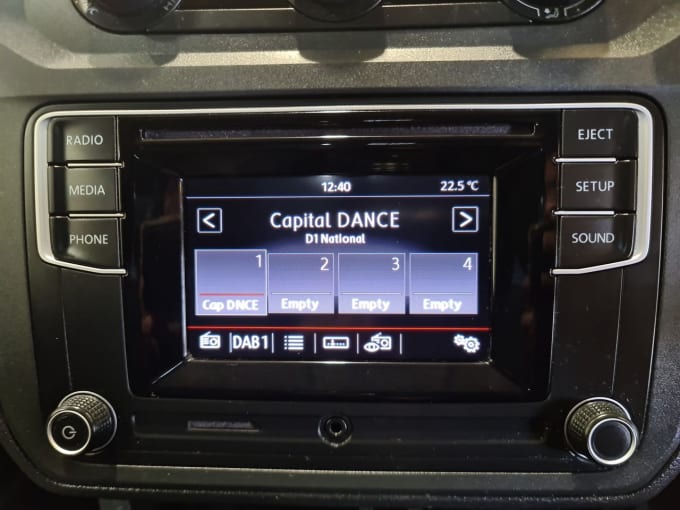 RADIO
MEDIA
PHONE
12:40 22.5 °C
< Capital DANCE >
D1 National
1 2 3 4
Cap DNCE Empty Empty Empty
DAB1
EJECT
SETUP
SOUND